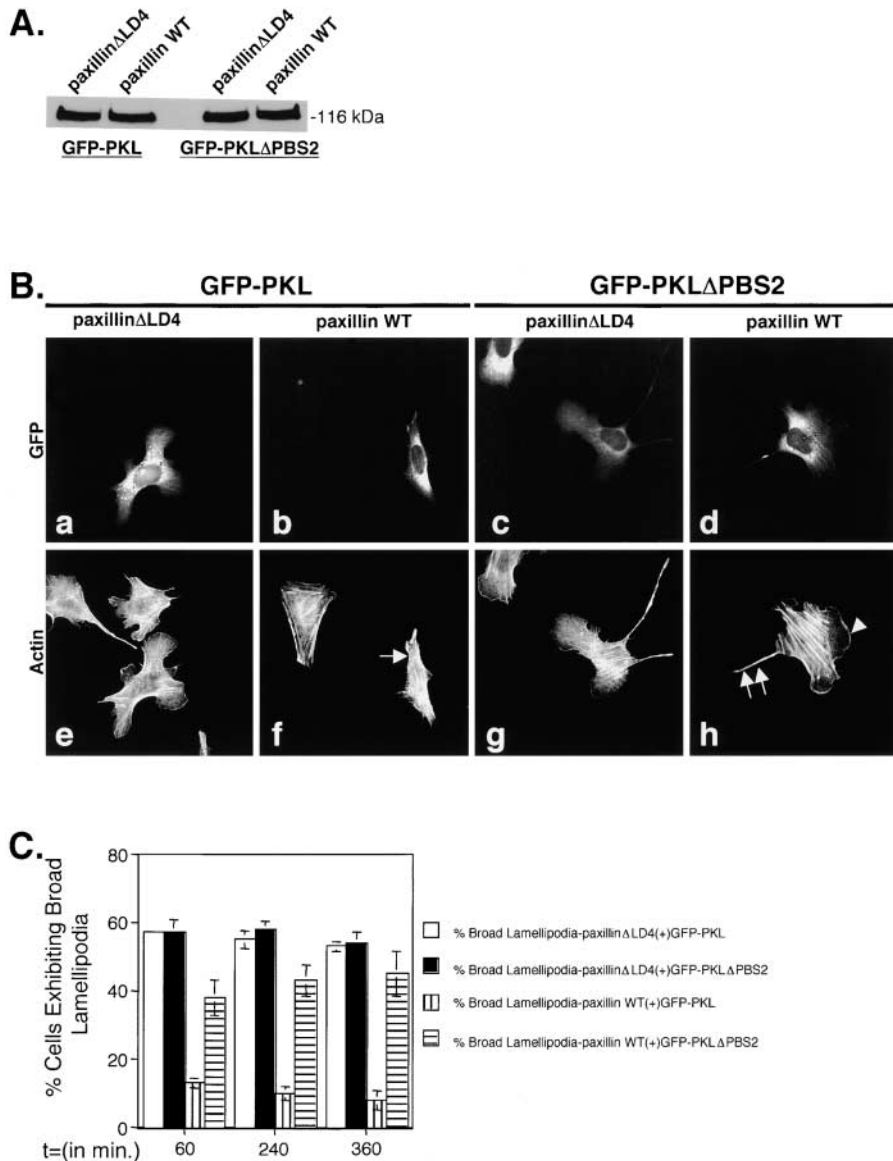 A.
paxillinΔLD4
paxillin WT
paxillinΔLD4
paxillin WT
-116 kDa
GFP-PKL
GFP-PKLΔPBS2
B.
GFP-PKL
GFP-PKLΔPBS2
paxillinΔLD4
paxillin WT
paxillinΔLD4
paxillin WT
GFP
a
b
c
d
Actin
e
f
g
h
C.
% Cells Exhibiting Broad
Lamellipodia
80
60
40
20
0
t=(in min.)
60
240
360
% Broad Lamellipodia-paxillinΔLD4(+)GFP-PKL
% Broad Lamellipodia-paxillinΔLD4(+)GFP-PKLΔPBS2
% Broad Lamellipodia-paxillin WT(+)GFP-PKL
% Broad Lamellipodia-paxillin WT(+)GFP-PKLΔPBS2